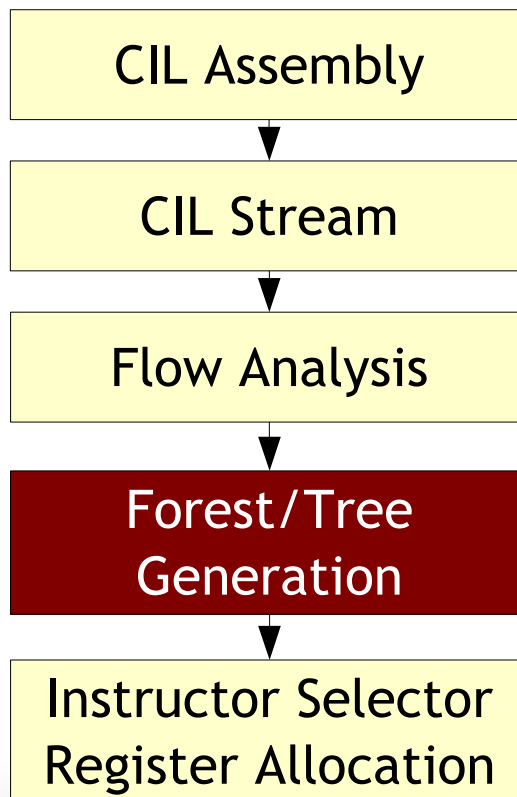 CIL Assembly
CIL Stream
Flow Analysis
Forest/Tree
Generation
Instructor Selector
Register Allocation